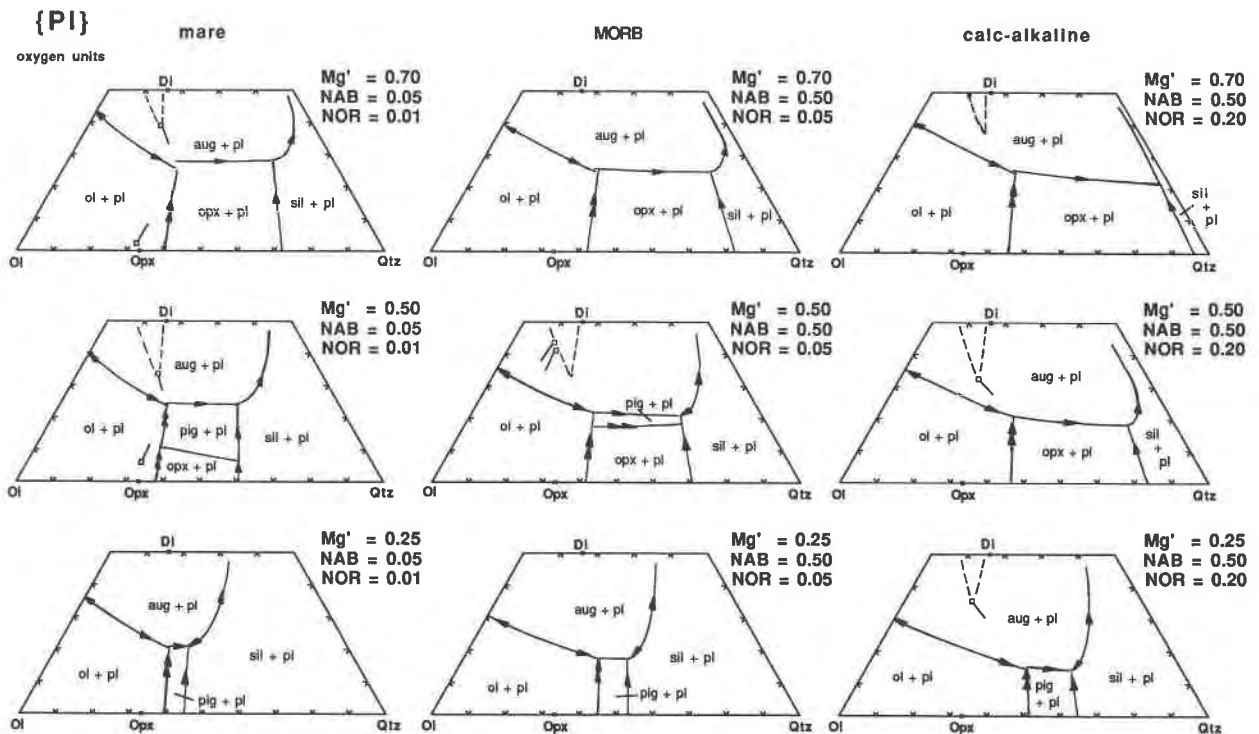 {Pl}
oxygen units
mare
MORB
calc-alkaline
Di
Mg' = 0.70
NAB = 0.05
NOR = 0.01
aug + pl
ol + pl
opx + pl
sil + pl
Ol
Opx
Qtz
Di
Mg' = 0.70
NAB = 0.50
NOR = 0.05
aug + pl
ol + pl
opx + pl
sil + pl
Ol
Opx
Qtz
Di
Mg' = 0.70
NAB = 0.50
NOR = 0.20
aug + pl
ol + pl
opx + pl
sil
+
pl
Ol
Opx
Qtz
Di
Mg' = 0.50
NAB = 0.05
NOR = 0.01
aug + pl
ol + pl
pig + pl
opx + pl
sil + pl
Ol
Opx
Qtz
Di
Mg' = 0.50
NAB = 0.50
NOR = 0.05
pig + pl
ol + pl
opx + pl
sil + pl
Ol
Opx
Qtz
Di
Mg' = 0.50
NAB = 0.50
NOR = 0.20
aug + pl
ol + pl
opx + pl
sil
+
pl
Ol
Opx
Qtz
Di
Mg' = 0.25
NAB = 0.05
NOR = 0.01
aug + pl
ol + pl
pig + pl
sil + pl
Ol
Opx
Qtz
Di
Mg' = 0.25
NAB = 0.50
NOR = 0.05
aug + pl
ol + pl
pig + pl
sil + pl
Ol
Opx
Qtz
Di
Mg' = 0.25
NAB = 0.50
NOR = 0.20
aug + pl
ol + pl
pig
+ pl
sil + pl
Ol
Opx
Qtz